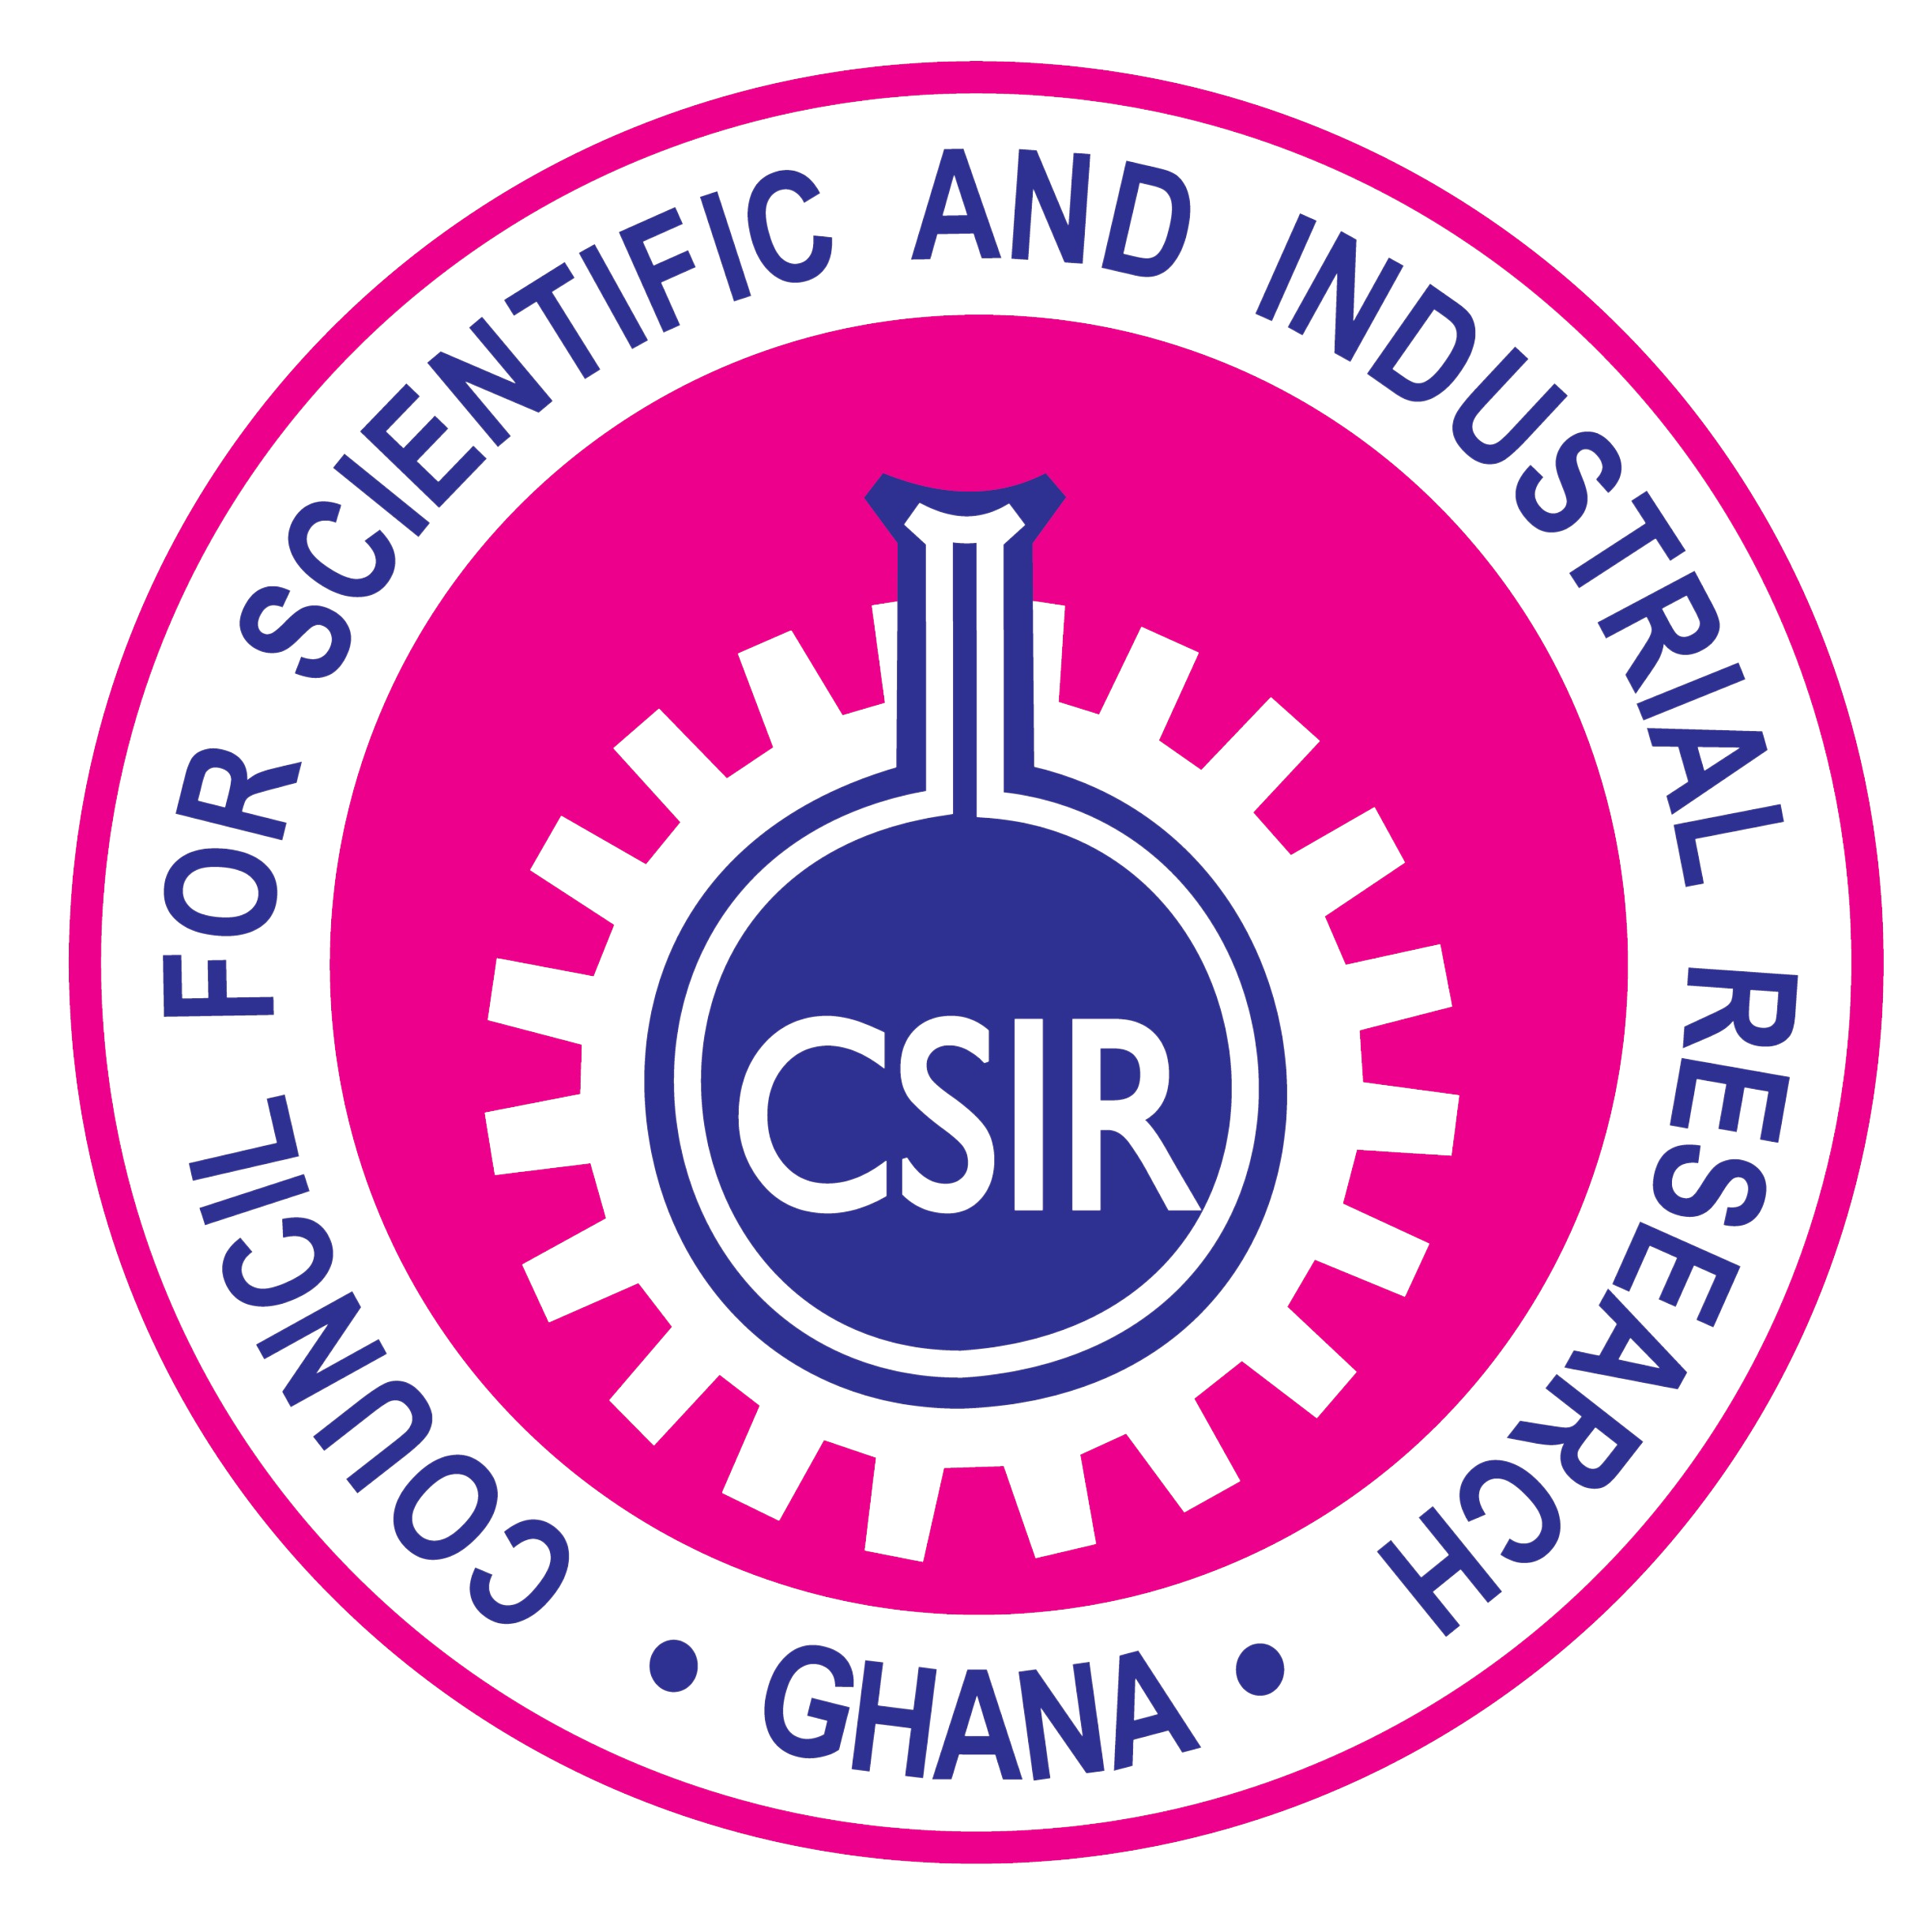 COUNCIL FOR SCIENTIFIC AND INDUSTRIAL RESEARCH
CSIR
• GHANA •